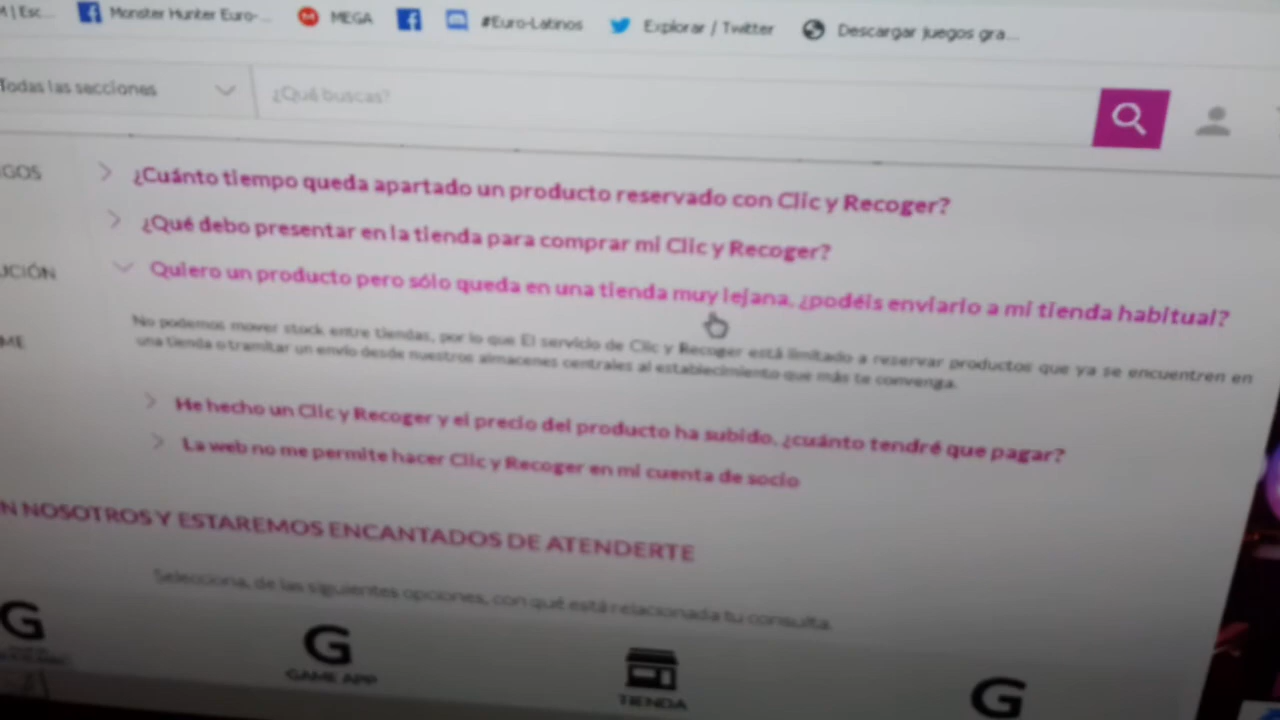 Esc...
Monster Hunter Euro-...
MEGA
#Euro-Latinos
Explorar / Twitter
Descargar juegos gra...
Todas las secciones
¿Qué buscas?
¿Cuánto tiempo queda apartado un producto reservado con Clic y Recoger?
¿Qué debo presentar en la tienda para comprar mi Clic y Recoger?
Quiero un producto pero sólo queda en una tienda muy lejana, ¿podéis enviarlo a mi tienda habitual?
No podemos mover stock entre tiendas, por lo que El servicio de Clic y Recoger está limitado a reservar productos que ya se encuentren en
una tienda o tramitar un envío desde nuestros almacenes centrales al establecimiento que más te convenga.
He hecho un Clic y Recoger y el precio del producto ha subido, ¿cuánto tendré que pagar?
La web no me permite hacer Clic y Recoger en mi cuenta de socio
N NOSOTROS Y ESTAREMOS ENCANTADOS DE ATENDERTE
Selecciona, de las siguientes opciones, con qué está relacionada tu consulta.
G
G
G
GAME APP
TIENDA